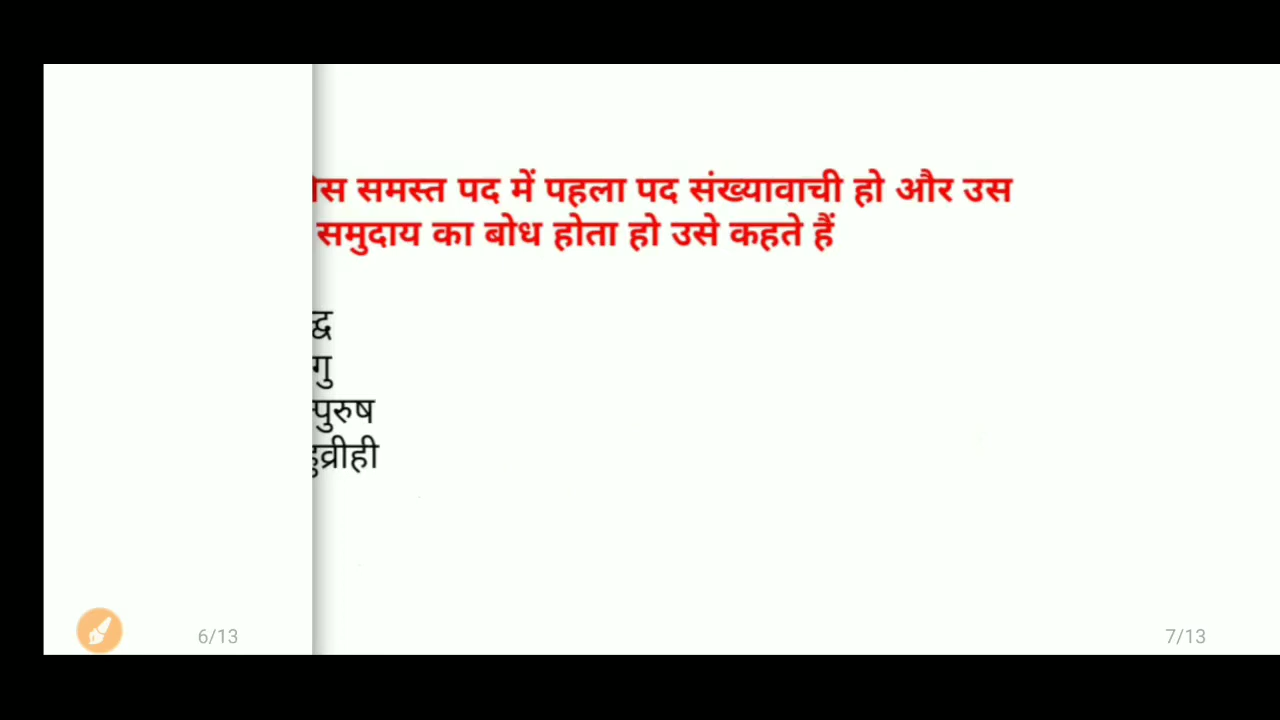 समस्त पद में पहला पद संख्यावाची हो और उस
समुदाय का बोध होता हो उसे कहते हैं
6/13
7/13